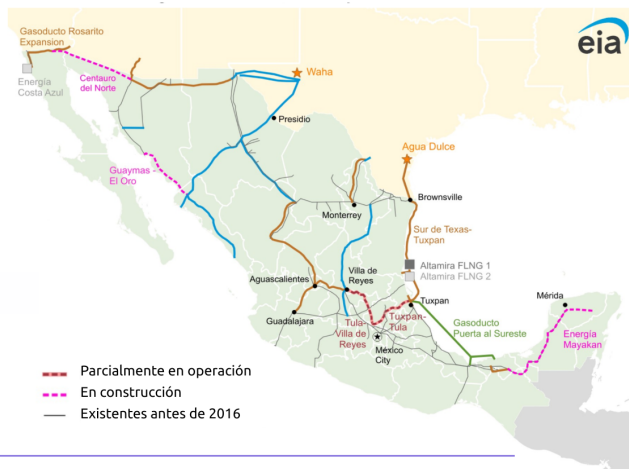 eia
Gasoducto Rosarito
Expansion
Energía
Costa Azul
Centauro
del Norte
Waha
Presidio
Agua Dulce
Guaymas -
El Oro
Brownsville
Monterrey
Sur de Texas-
Tuxpan
Altamira FLNG 1
Altamira FLNG 2
Aguascalientes
Villa de
Reyes
Tuxpan
Mérida
Guadalajara
Tula-
Villa de
Reyes
Tuxpan-
Tula
México
City
Gasoducto
Puerta al Sureste
Energía
Mayakan
Parcialmente en operación
En construcción
Existentes antes de 2016